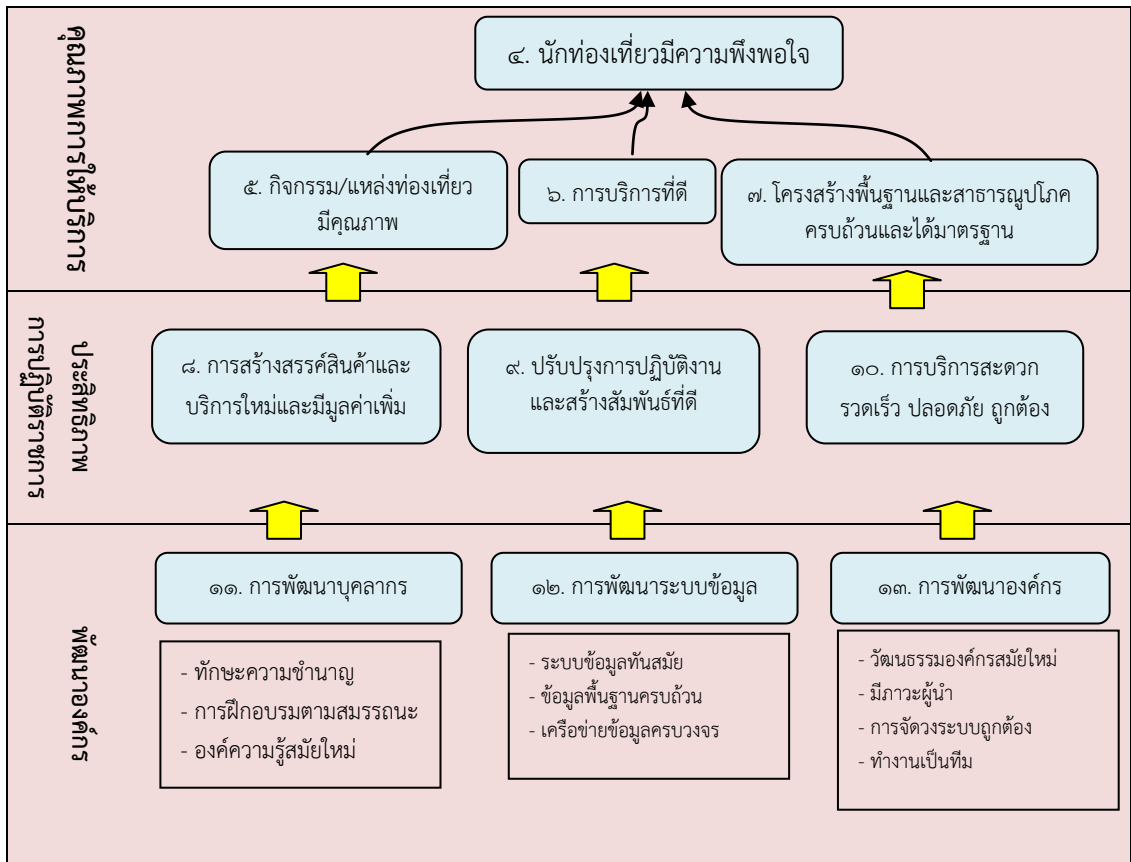 คุณภาพการให้บริการ
๔. นักท่องเที่ยวมีความพึงพอใจ
๕. กิจกรรม/แหล่งท่องเที่ยว
มีคุณภาพ
๖. การบริการที่ดี
๗. โครงสร้างพื้นฐานและสาธารณูปโภค
ครบถ้วนและได้มาตรฐาน
ประสิทธิภาพ
การปฏิบัติราชการ
๘. การสร้างสรรค์สินค้าและ
บริการใหม่และมีมูลค่าเพิ่ม
๙. ปรับปรุงการปฏิบัติงาน
และสร้างสัมพันธ์ที่ดี
๑๐. การบริการสะดวก
รวดเร็ว ปลอดภัย ถูกต้อง
พัฒนาองค์กร
๑๑. การพัฒนาบุคลากร
- ทักษะความชำนาญ
- การฝึกอบรมตามสมรรถนะ
- องค์ความรู้สมัยใหม่
๑๒. การพัฒนาระบบข้อมูล
- ระบบข้อมูลทันสมัย
- ข้อมูลพื้นฐานครบถ้วน
- เครือข่ายข้อมูลครบวงจร
๑๓. การพัฒนาองค์กร
- วัฒนธรรมองค์กรสมัยใหม่
- มีภาวะผู้นำ
- การจัดวงระบบถูกต้อง
- ทำงานเป็นทีม